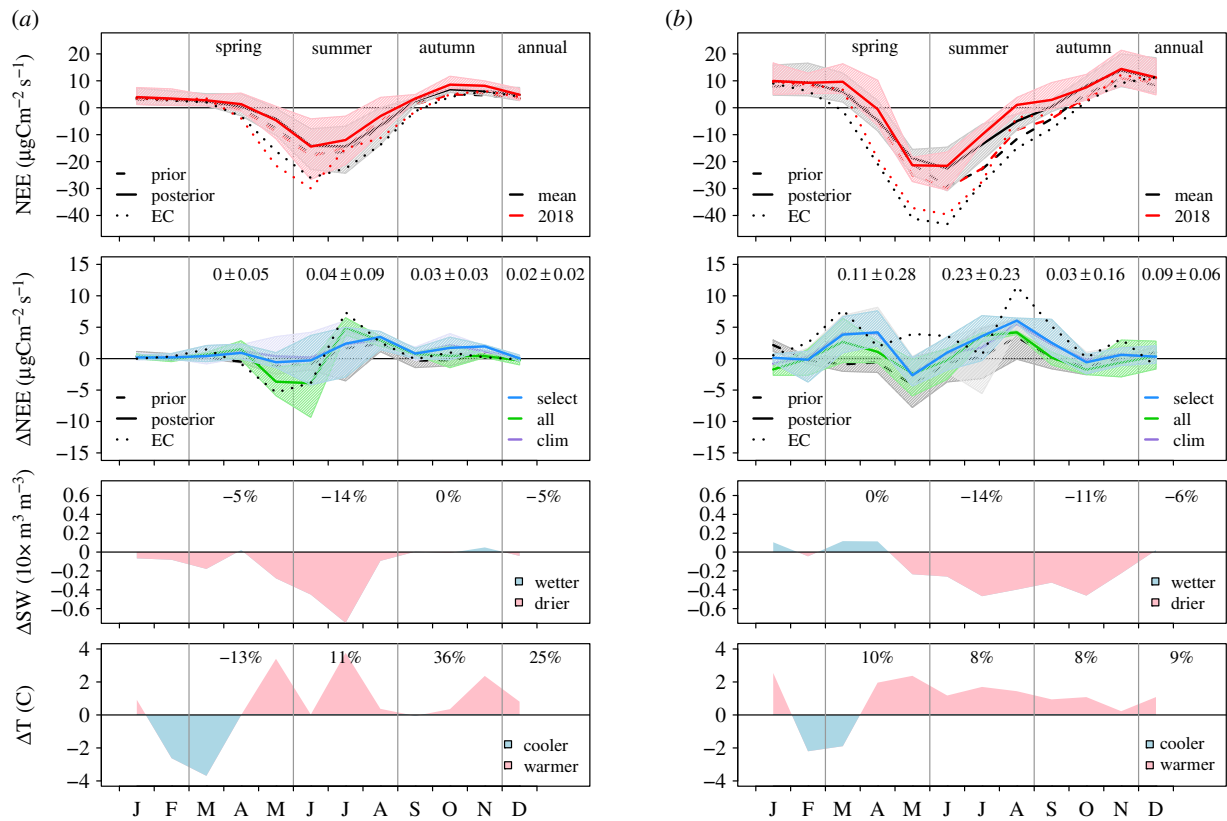 (a)
spring summer autumn annual
NEE (µgCm−2 s−1)
20
10
0
−10
−20
−30
−40
prior
posterior
EC
mean
2018
0 ± 0.05 0.04 ± 0.09 0.03 ± 0.03 0.02 ± 0.02
ΔNEE (µgCm−2 s−1)
15
10
5
0
−5
−10
−15
prior
posterior
EC
select
all
clim
−5% −14% 0% −5%
ΔSW (10× m3 m−3)
0.6
0.4
0.2
0
−0.2
−0.4
−0.6
wetter
drier
−13% 11% 36% 25%
ΔT (C)
4
2
0
−2
−4
cooler
warmer
J F M A M J J A S O N D
(b)
spring summer autumn annual
20
10
0
−10
−20
−30
−40
prior
posterior
EC
mean
2018
0.11 ± 0.28 0.23 ± 0.23 0.03 ± 0.16 0.09 ± 0.06
15
10
5
0
−5
−10
−15
prior
posterior
EC
select
all
clim
0% −14% −11% −6%
0.6
0.4
0.2
0
−0.2
−0.4
−0.6
wetter
drier
10% 8% 8% 9%
4
2
0
−2
−4
cooler
warmer
J F M A M J J A S O N D